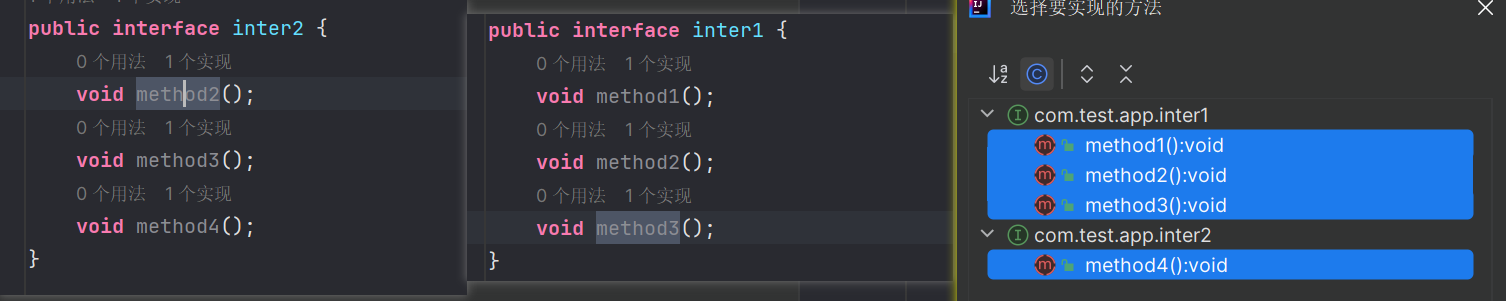 public interface inter2 {
0 个用法 1 个实现
void method2();
0 个用法 1 个实现
void method3();
0 个用法 1 个实现
void method4();
}
public interface inter1 {
0 个用法 1 个实现
void method1();
0 个用法 1 个实现
void method2();
0 个用法 1 个实现
void method3();
}
IJ
选择要实现的方法
↓az
C
I com.test.app.inter1
m method1():void
m method2():void
m method3():void
I com.test.app.inter2
m method4():void